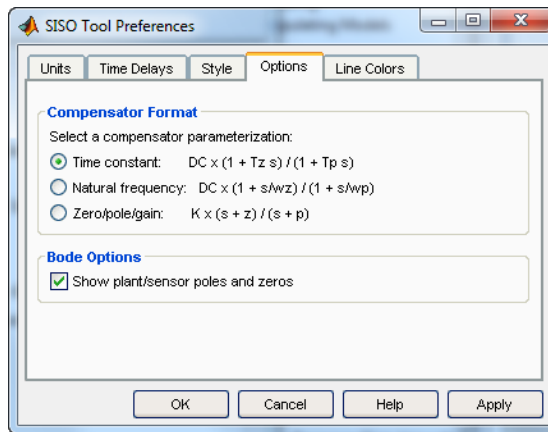 SISO Tool Preferences
Units Time Delays Style Options Line Colors
Compensator Format
Select a compensator parameterization:
Time constant: DC x (1 + Tz s) / (1 + Tp s)
Natural frequency: DC x (1 + s/wz) / (1 + s/wp)
Zero/pole/gain: K x (s + z) / (s + p)
Bode Options
Show plant/sensor poles and zeros
OK Cancel Help Apply